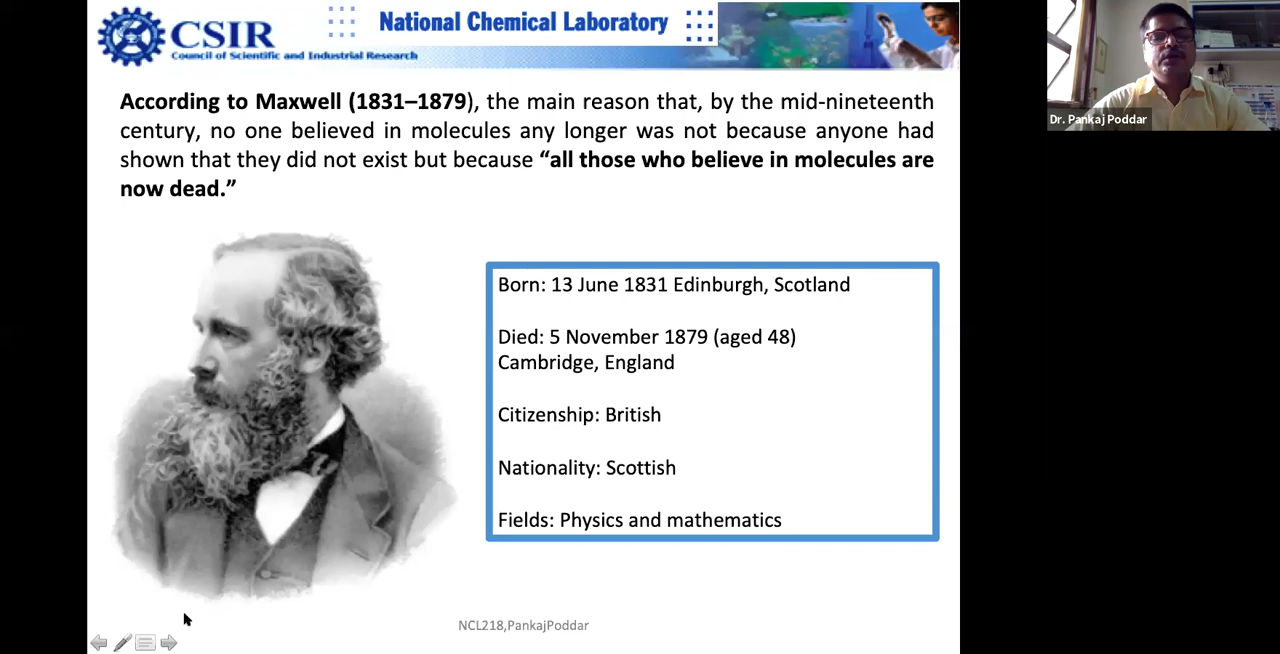 CSIR
Council of Scientific and Industrial Research
National Chemical Laboratory
According to Maxwell (1831–1879), the main reason that, by the mid-nineteenth
century, no one believed in molecules any longer was not because anyone had
shown that they did not exist but because “all those who believe in molecules are
now dead.”
Born: 13 June 1831 Edinburgh, Scotland
Died: 5 November 1879 (aged 48)
Cambridge, England
Citizenship: British
Nationality: Scottish
Fields: Physics and mathematics
NCL218,PankajPoddar
Dr. Pankaj Poddar